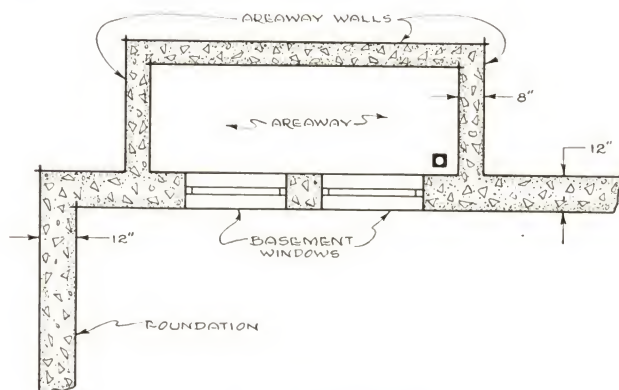 AREAWAY WALLS
AREAWAY
8"
12"
12"
BASEMENT
WINDOWS
FOUNDATION